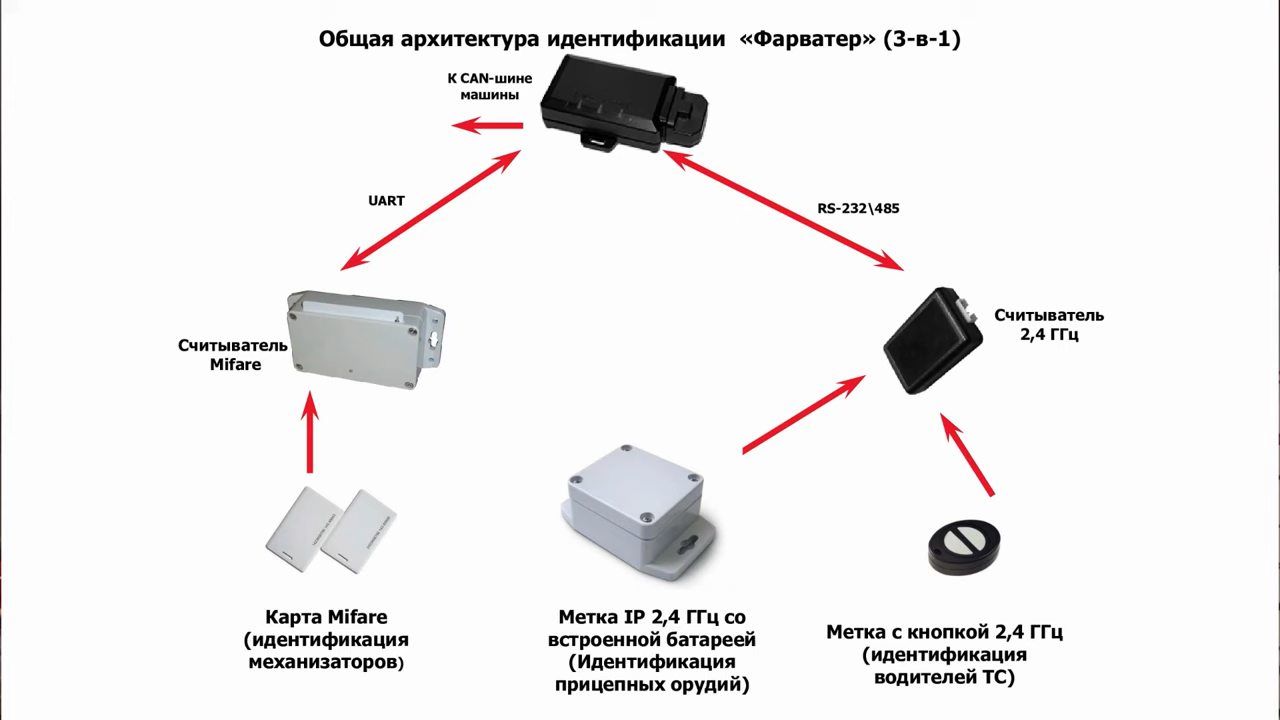 Общая архитектура идентификации «Фарватер» (3-в-1)
К CAN-шине
машины
UART
RS-232\485
Считыватель
Mifare
Считыватель
2,4 ГГц
Карта Mifare
(идентификация
механизаторов)
Метка IP 2,4 ГГц со
встроенной батареей
(Идентификация
прицепных орудий)
Метка с кнопкой 2,4 ГГц
(идентификация
водителей ТС)